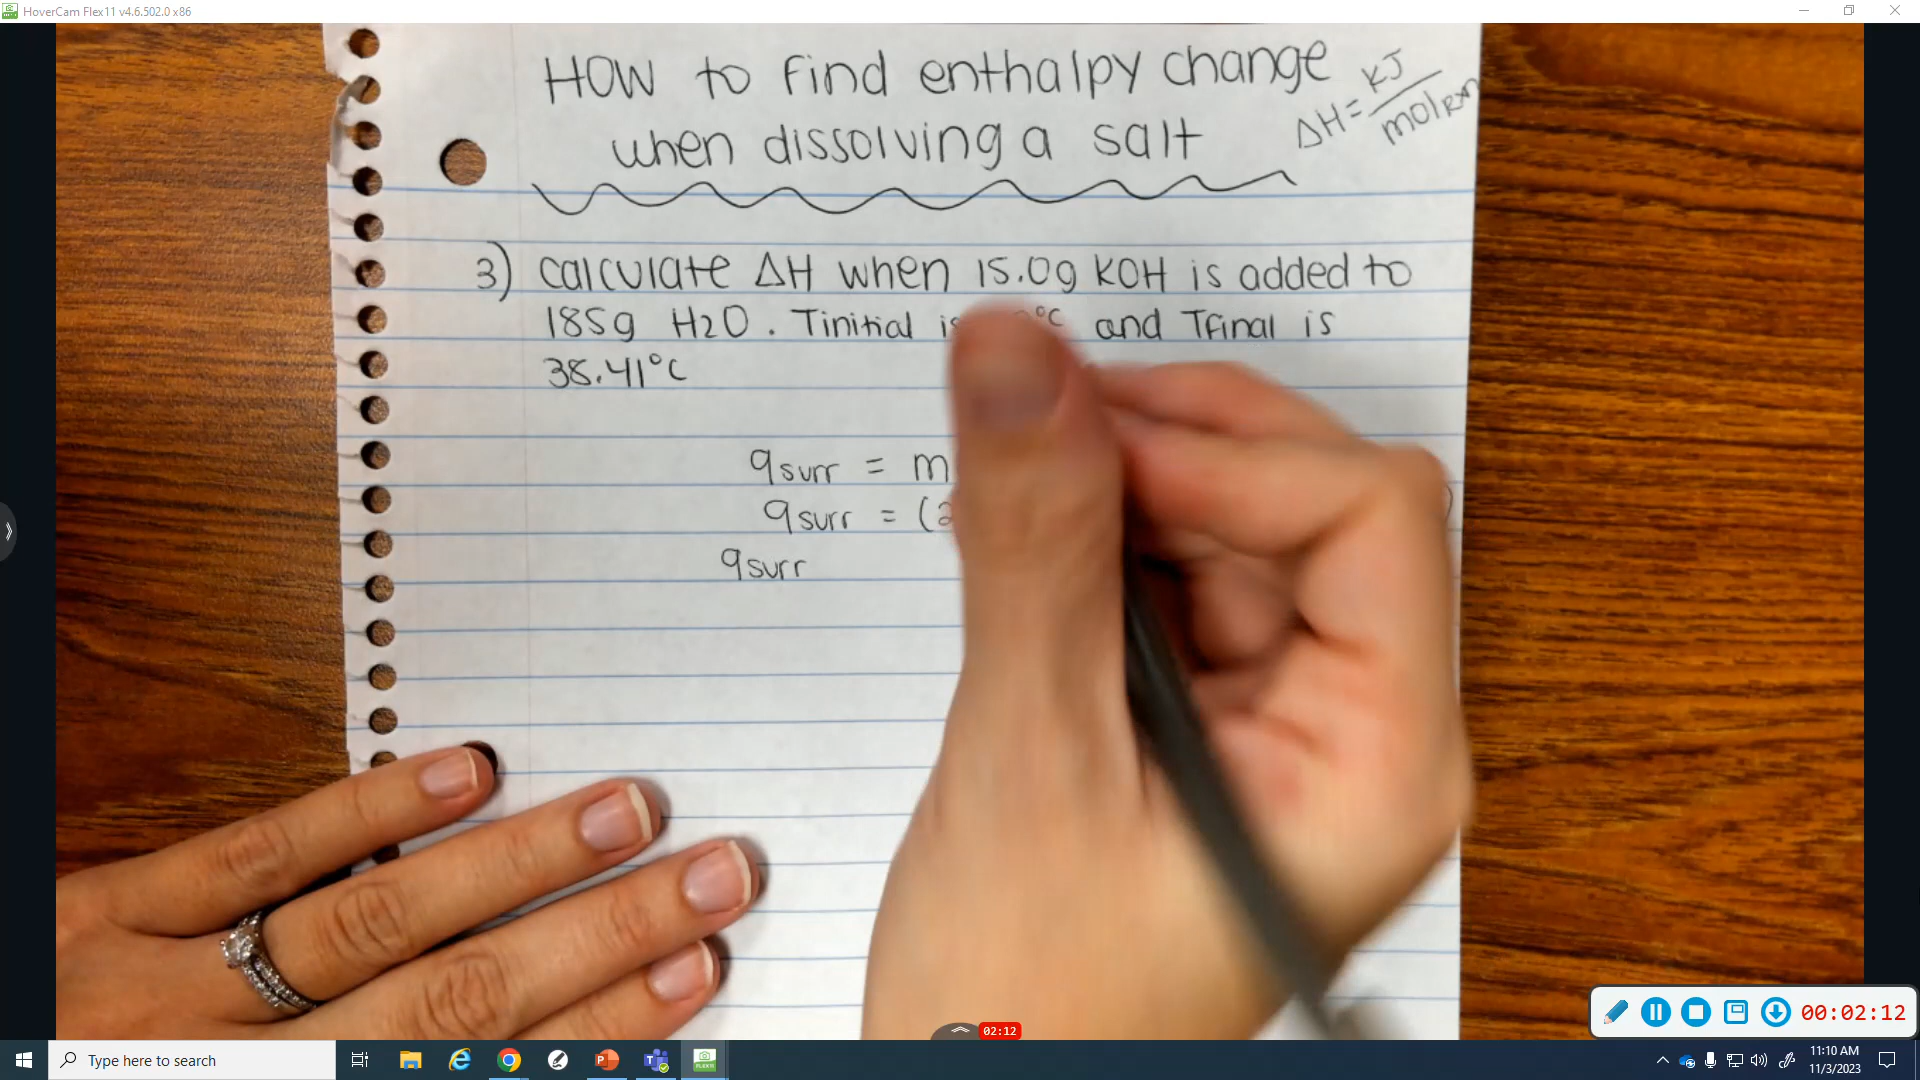 HoverCam Flex11 v4.6.502.0 x86
HOW to find enthalpy change
when dissolving a salt
ΔH = KJ
mol rxn
3) calculate ΔH when 15.0g KOH is added to
185g H2O. Tinitial is °C and Tfinal is
38.41°C
qsurr = m
qsurr = (2
qsurr
00:02:12
02:12
Type here to search
11:10 AM
11/3/2023